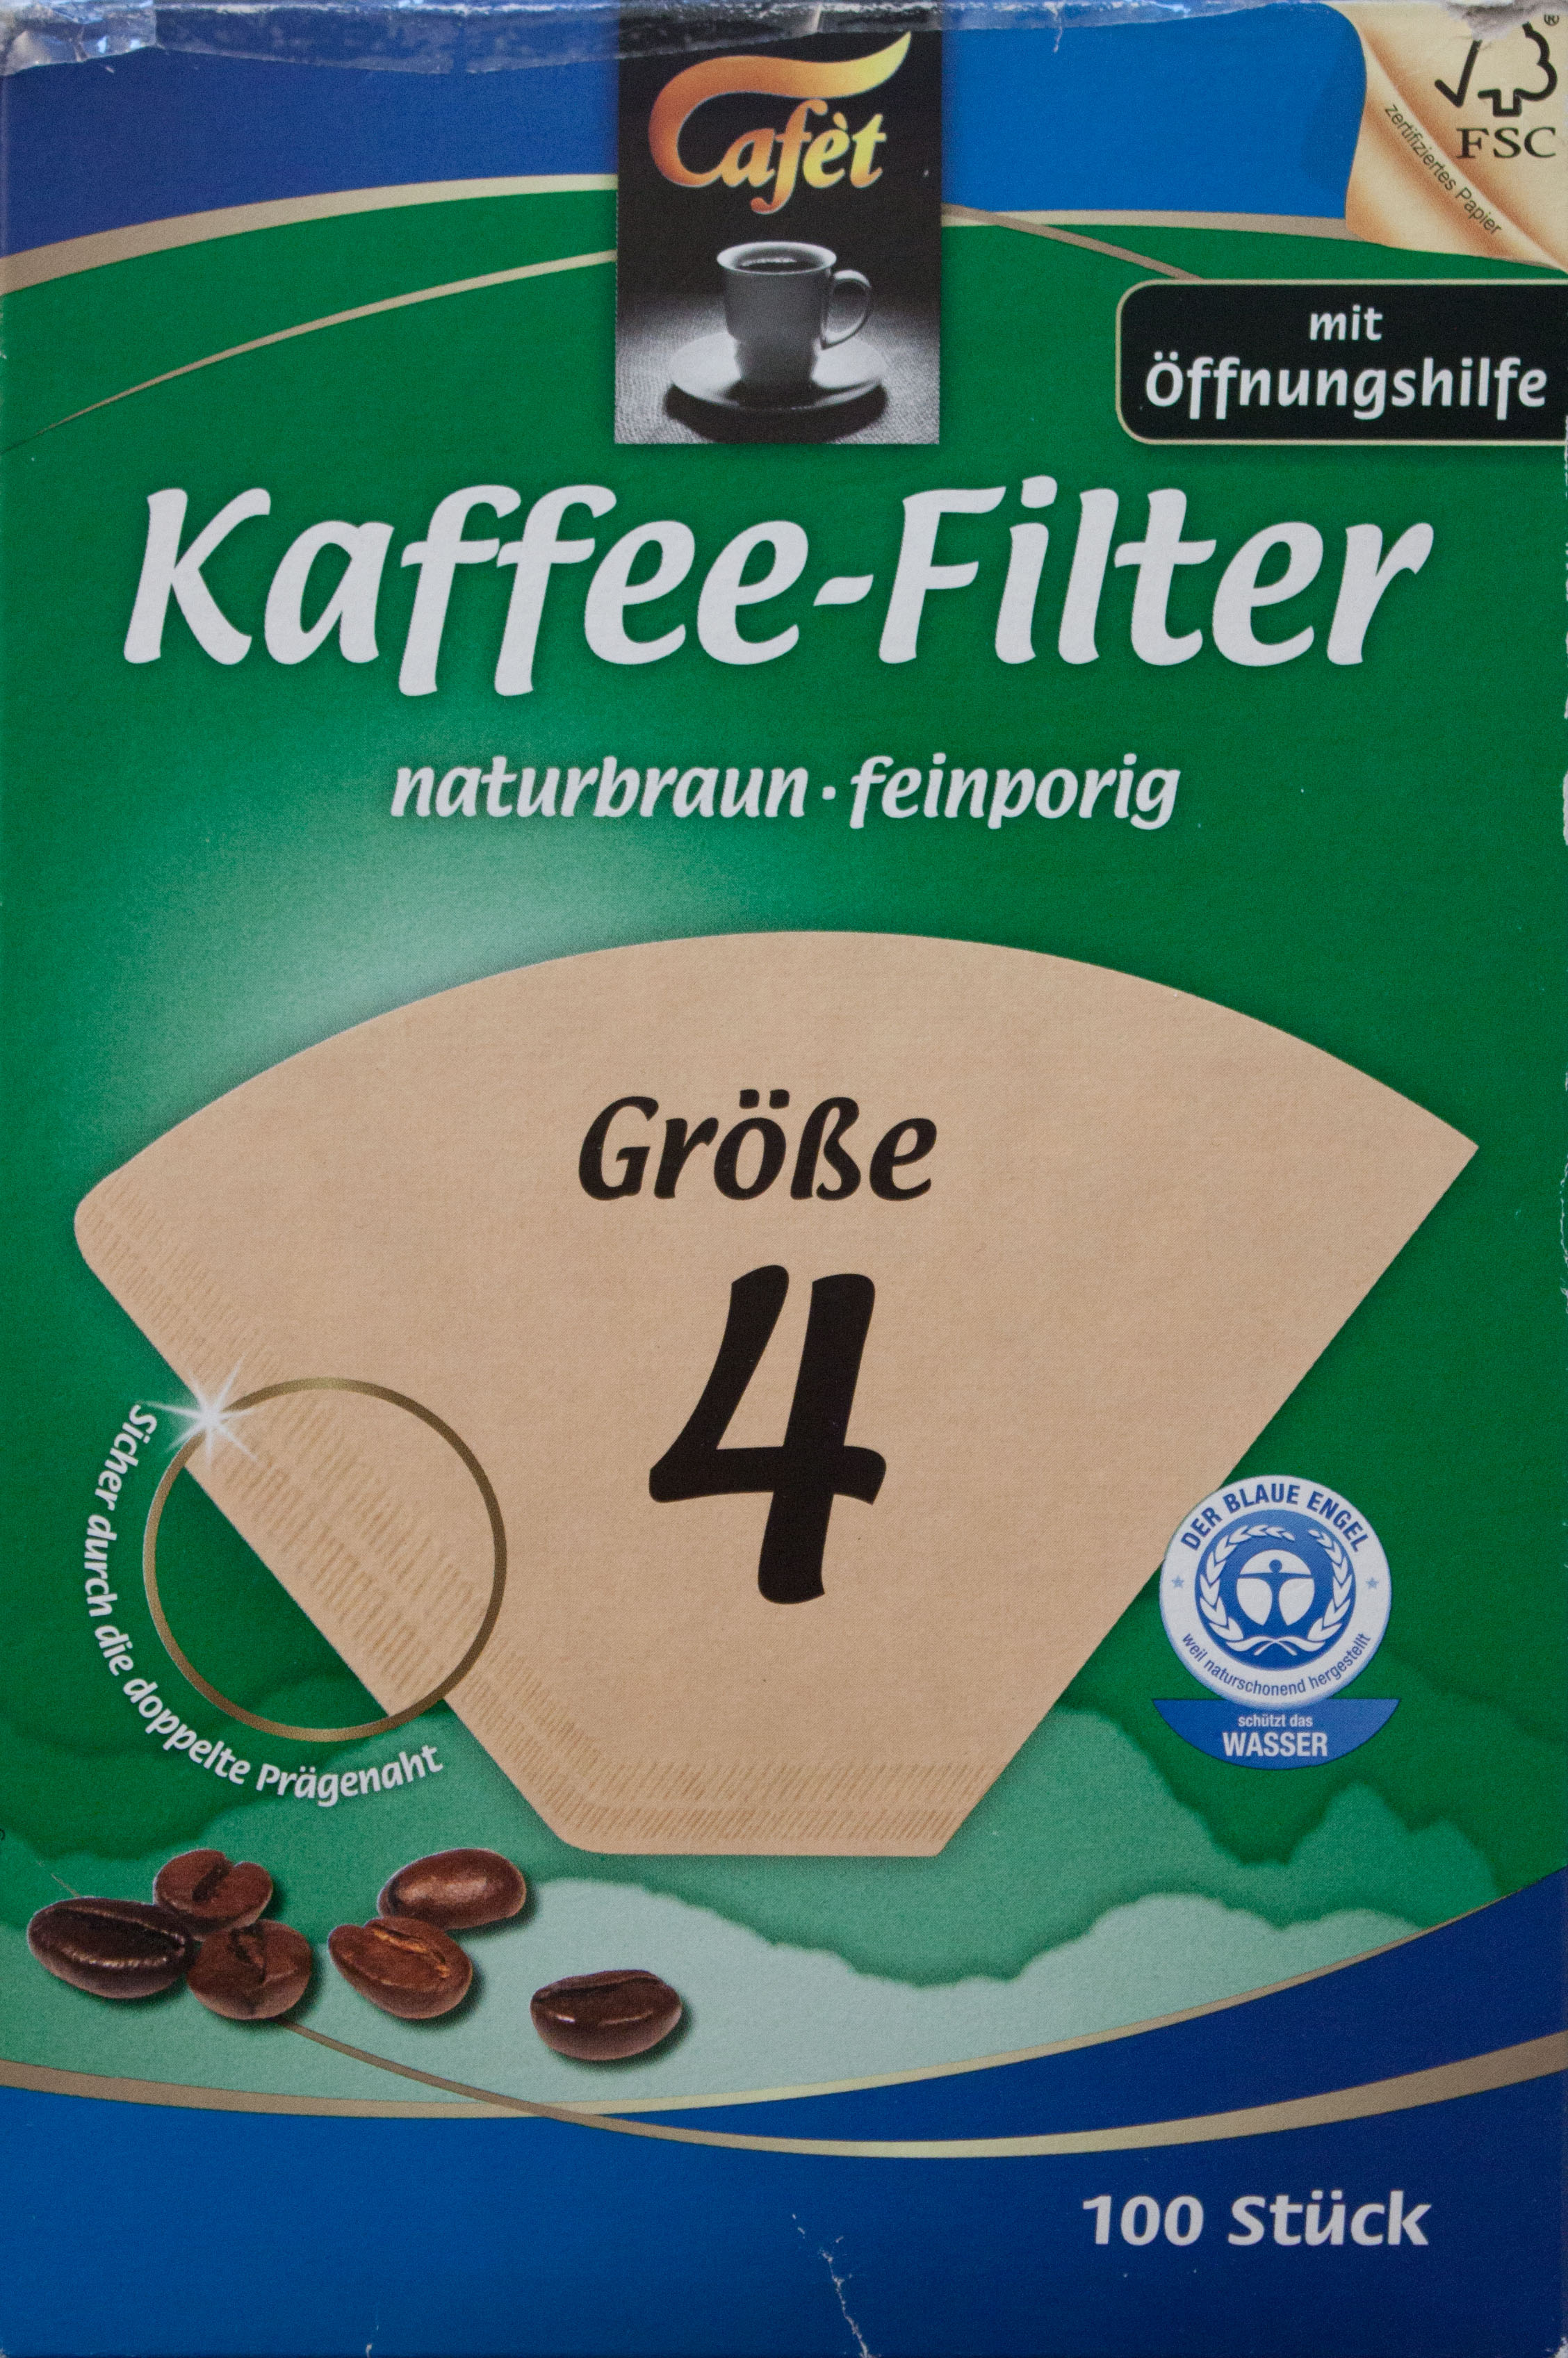 Cafèt
FSC
®
zertifiziertes Papier
mit
Öffnungshilfe
Kaffee-Filter
naturbraun · feinporig
Größe
4
Sicher durch die doppelte Prägenaht
DER BLAUE ENGEL
weil naturschonend hergestellt
schützt das
WASSER
100 Stück